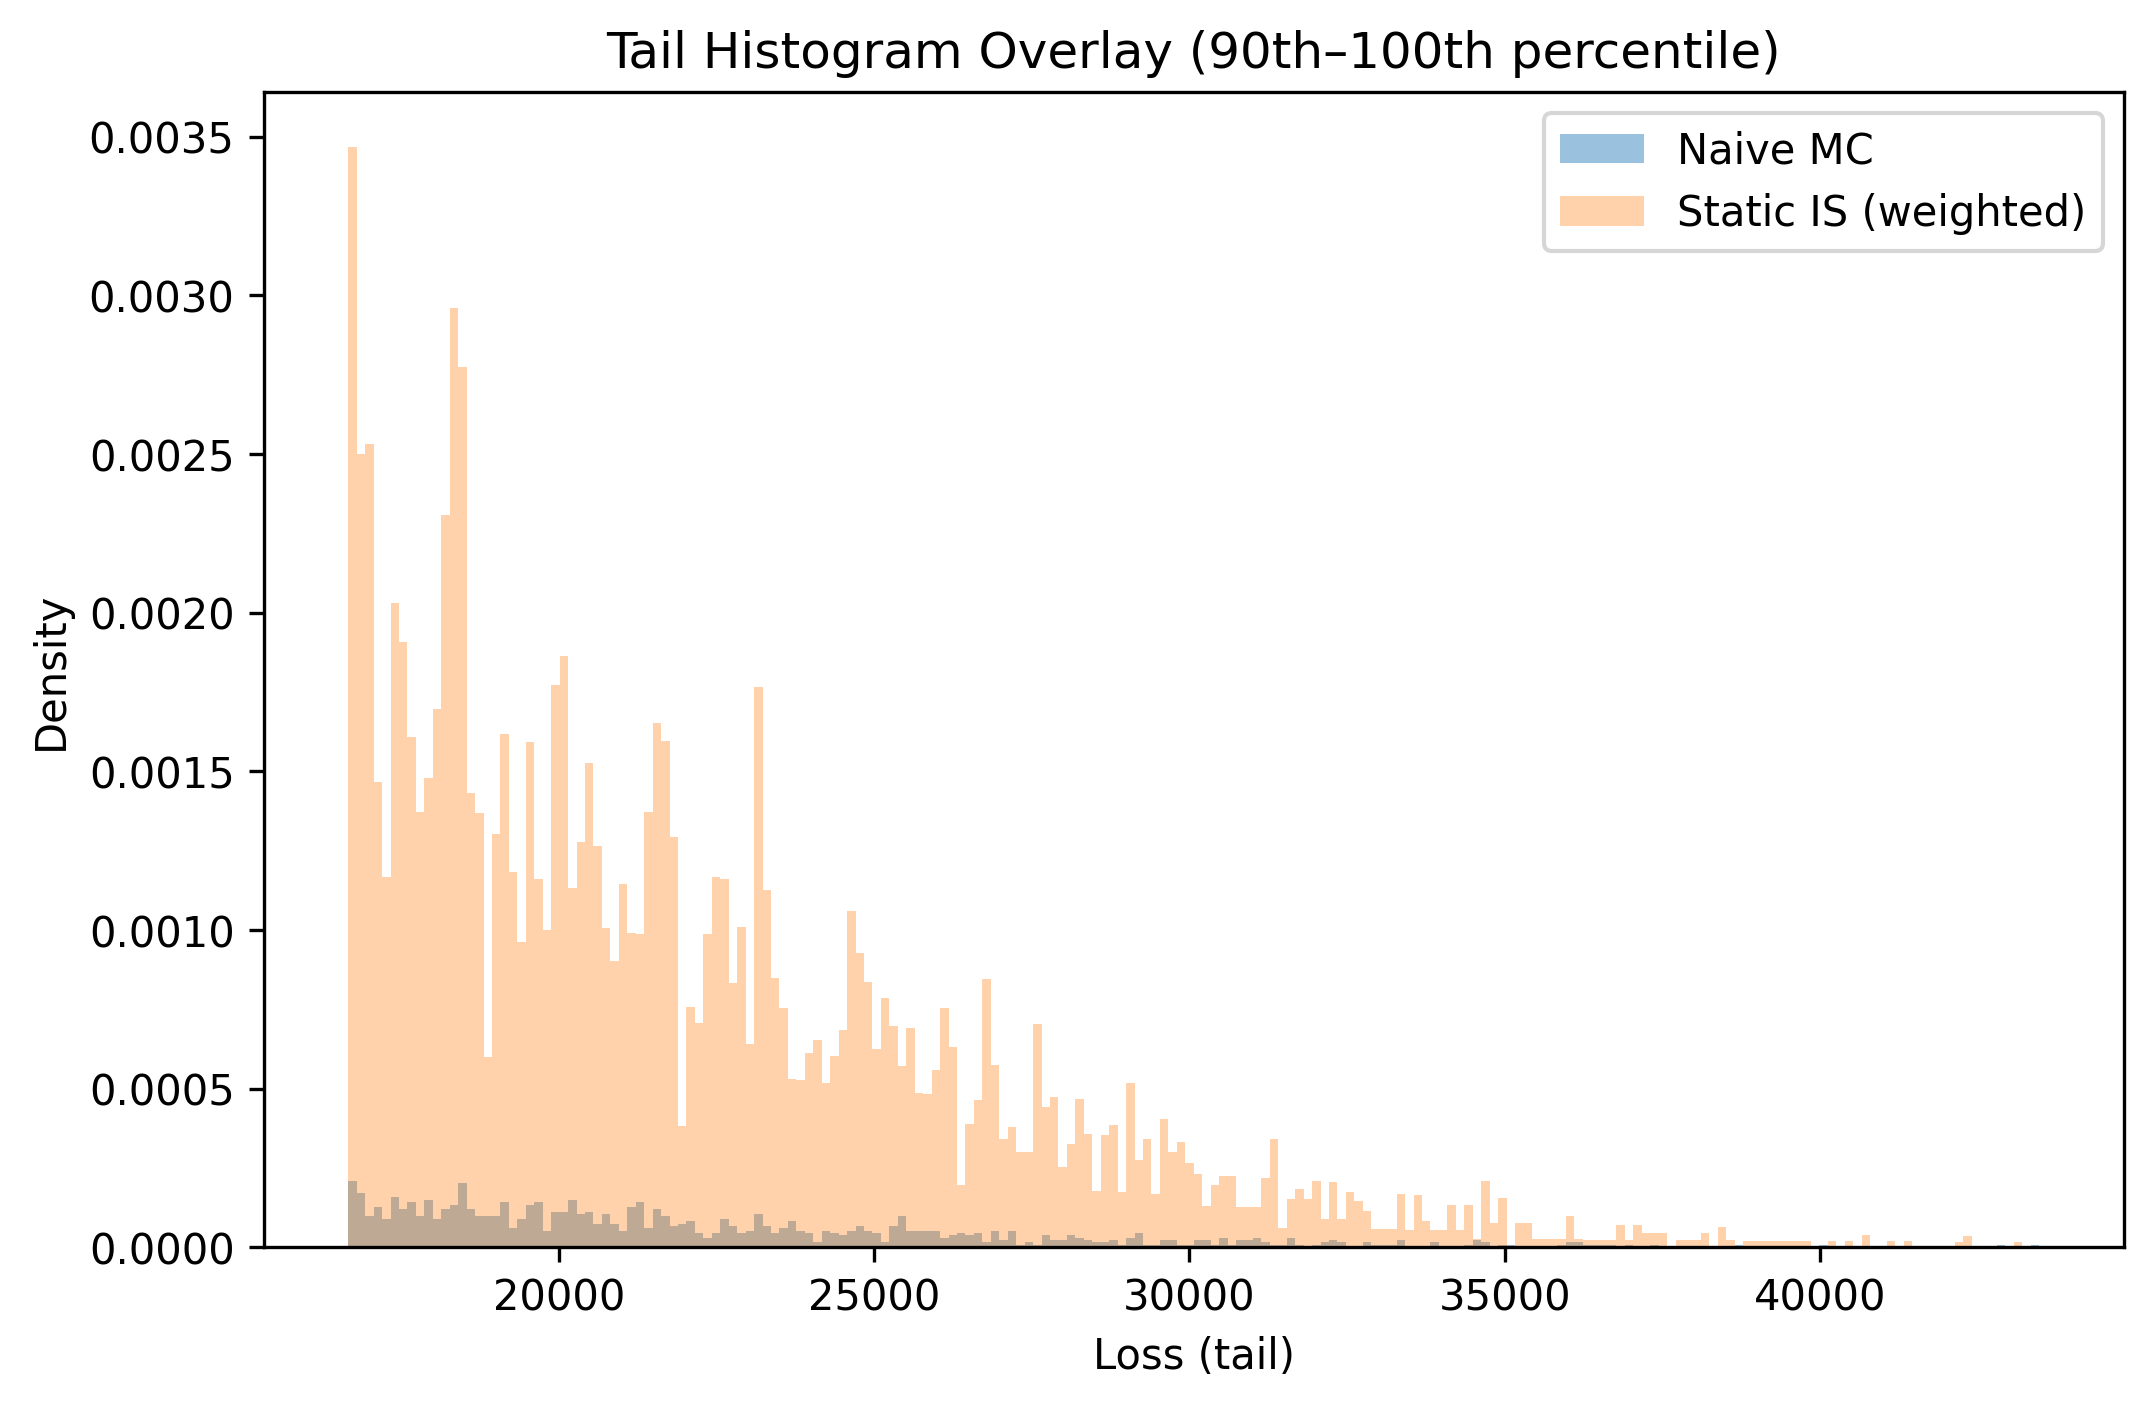 Tail Histogram Overlay (90th–100th percentile)
Naive MC
Static IS (weighted)
Density
0.0035
0.0030
0.0025
0.0020
0.0015
0.0010
0.0005
0.0000
20000 25000 30000 35000 40000
Loss (tail)